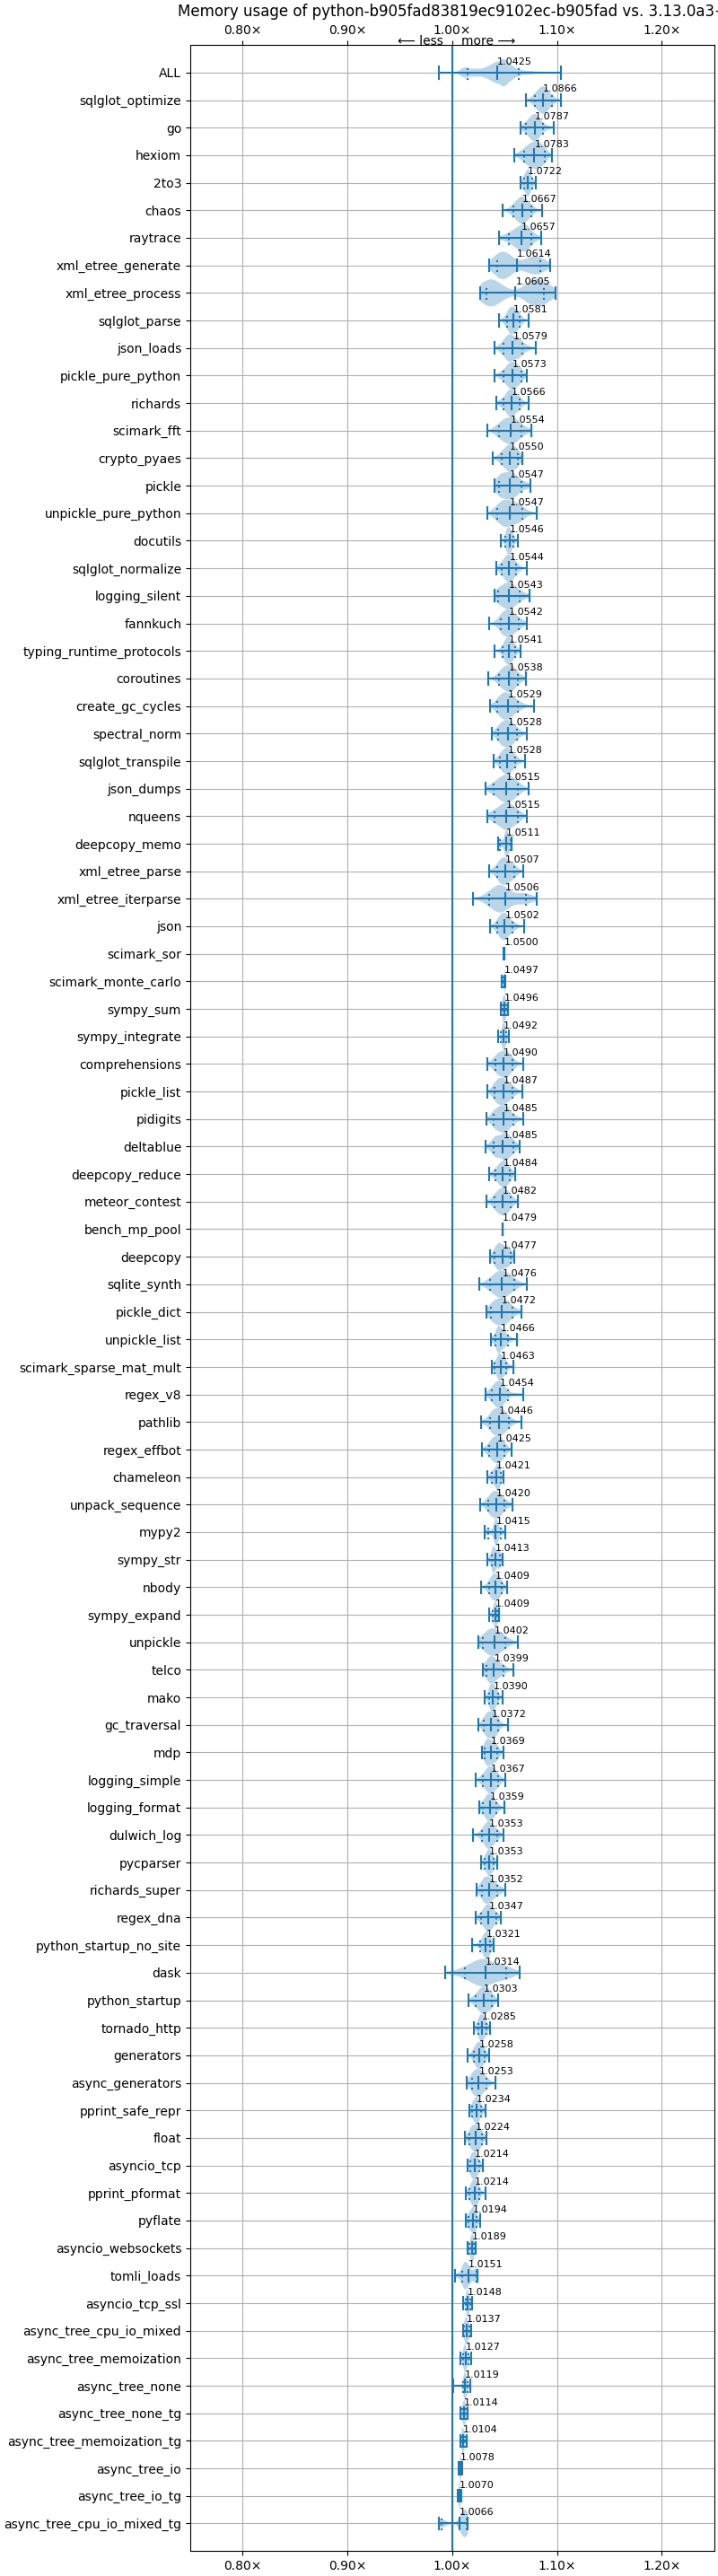 Memory usage of python-b905fad83819ec9102ec-b905fad vs. 3.13.0a3-
0.80× 0.90× 1.00× 1.10× 1.20×
⟵ less more ⟶
ALL 1.0425
sqlglot_optimize 1.0866
go 1.0787
hexiom 1.0783
2to3 1.0722
chaos 1.0667
raytrace 1.0657
xml_etree_generate 1.0614
xml_etree_process 1.0605
sqlglot_parse 1.0581
json_loads 1.0579
pickle_pure_python 1.0573
richards 1.0566
scimark_fft 1.0554
crypto_pyaes 1.0550
pickle 1.0547
unpickle_pure_python 1.0547
docutils 1.0546
sqlglot_normalize 1.0544
logging_silent 1.0543
fannkuch 1.0542
typing_runtime_protocols 1.0541
coroutines 1.0538
create_gc_cycles 1.0529
spectral_norm 1.0528
sqlglot_transpile 1.0528
json_dumps 1.0515
nqueens 1.0515
deepcopy_memo 1.0511
xml_etree_parse 1.0507
xml_etree_iterparse 1.0506
json 1.0502
scimark_sor 1.0500
scimark_monte_carlo 1.0497
sympy_sum 1.0496
sympy_integrate 1.0492
comprehensions 1.0490
pickle_list 1.0487
pidigits 1.0485
deltablue 1.0485
deepcopy_reduce 1.0484
meteor_contest 1.0482
bench_mp_pool 1.0479
deepcopy 1.0477
sqlite_synth 1.0476
pickle_dict 1.0472
unpickle_list 1.0466
scimark_sparse_mat_mult 1.0463
regex_v8 1.0454
pathlib 1.0446
regex_effbot 1.0425
chameleon 1.0421
unpack_sequence 1.0420
mypy2 1.0415
sympy_str 1.0413
nbody 1.0409
sympy_expand 1.0409
unpickle 1.0402
telco 1.0399
mako 1.0390
gc_traversal 1.0372
mdp 1.0369
logging_simple 1.0367
logging_format 1.0359
dulwich_log 1.0353
pycparser 1.0353
richards_super 1.0352
regex_dna 1.0347
python_startup_no_site 1.0321
dask 1.0314
python_startup 1.0303
tornado_http 1.0285
generators 1.0258
async_generators 1.0253
pprint_safe_repr 1.0234
float 1.0224
asyncio_tcp 1.0214
pprint_pformat 1.0214
pyflate 1.0194
asyncio_websockets 1.0189
tomli_loads 1.0151
asyncio_tcp_ssl 1.0148
async_tree_cpu_io_mixed 1.0137
async_tree_memoization 1.0127
async_tree_none 1.0119
async_tree_none_tg 1.0114
async_tree_memoization_tg 1.0104
async_tree_io 1.0078
async_tree_io_tg 1.0070
async_tree_cpu_io_mixed_tg 1.0066
0.80× 0.90× 1.00× 1.10× 1.20×